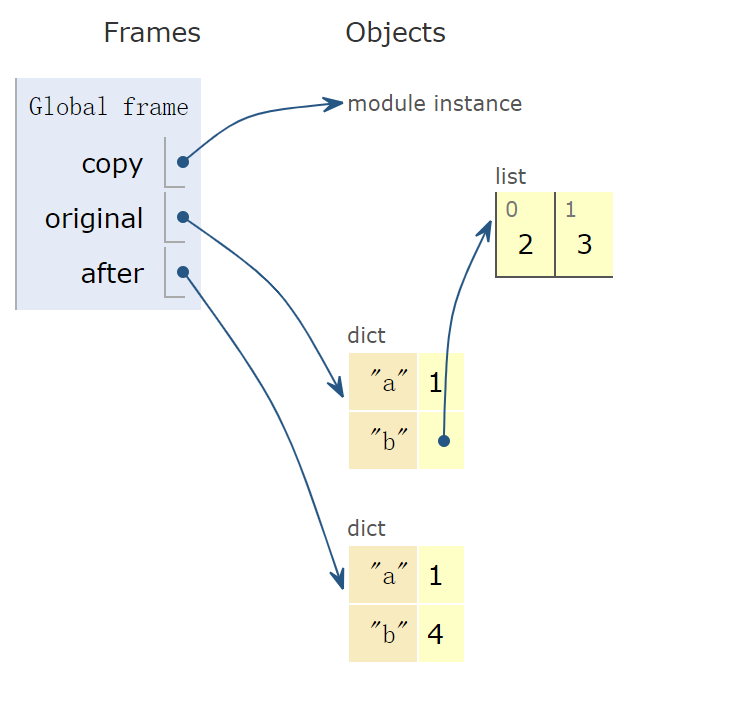 Frames Objects
Global frame
module instance
copy
list
original
0 1
2 3
after
dict
"a" 1
"b"
dict
"a" 1
"b" 4